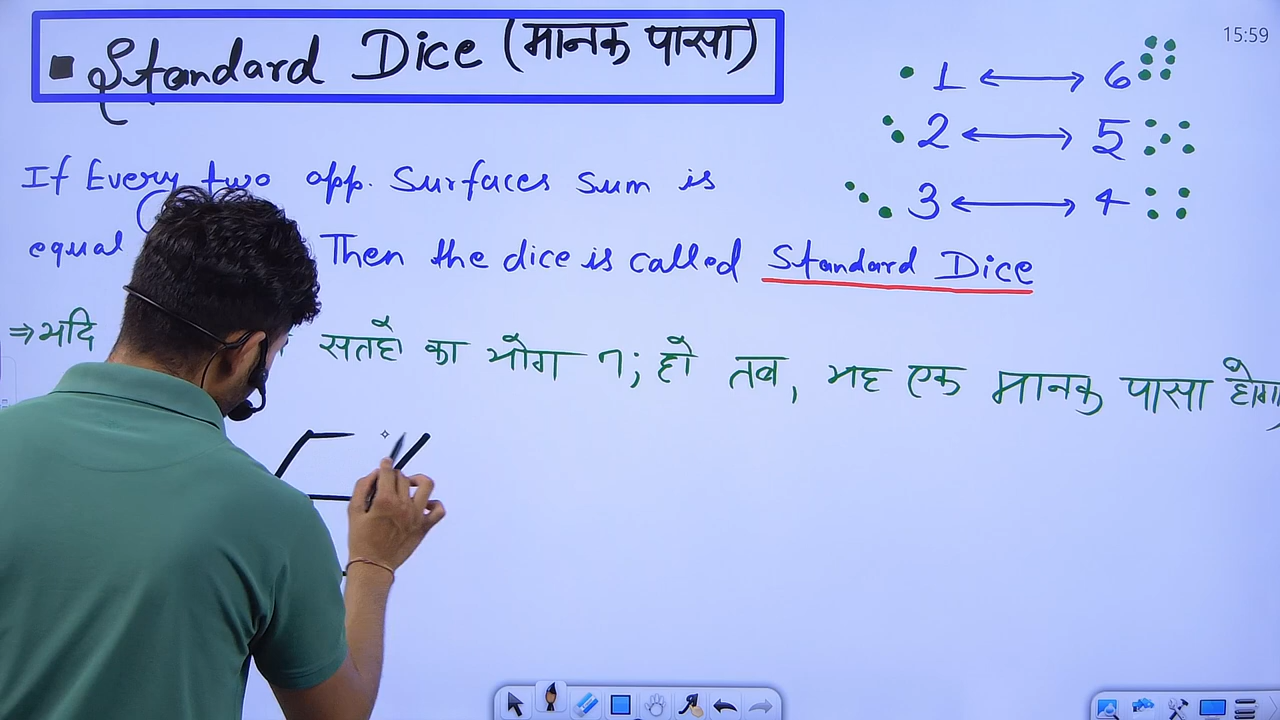 Standard Dice (मानक पासा)
15:59
1 ↔ 6
2 ↔ 5
3 ↔ 4
If Every two opp. Surfaces sum is
equal Then the dice is called Standard Dice
⇒ यदि सतहों का योग 7; हो तब, यह एक मानक पासा होगा